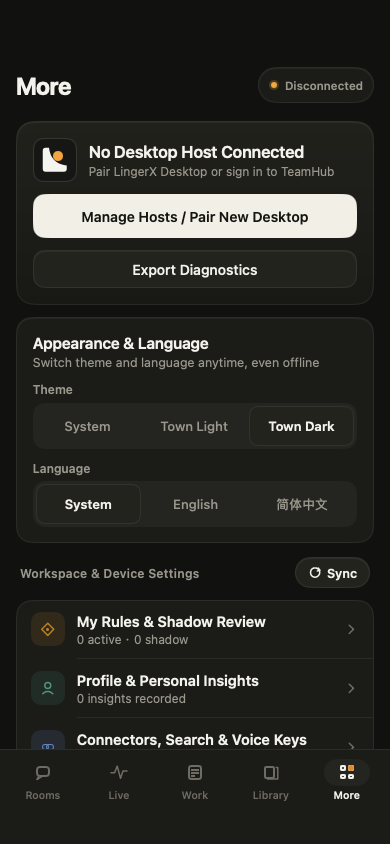 More
Disconnected
No Desktop Host Connected
Pair LingerX Desktop or sign in to TeamHub
Manage Hosts / Pair New Desktop
Export Diagnostics
Appearance & Language
Switch theme and language anytime, even offline
Theme
System Town Light Town Dark
Language
System English 简体中文
Workspace & Device Settings
Sync
My Rules & Shadow Review
0 active · 0 shadow
Profile & Personal Insights
0 insights recorded
Connectors, Search & Voice Keys
Rooms Live Work Library More